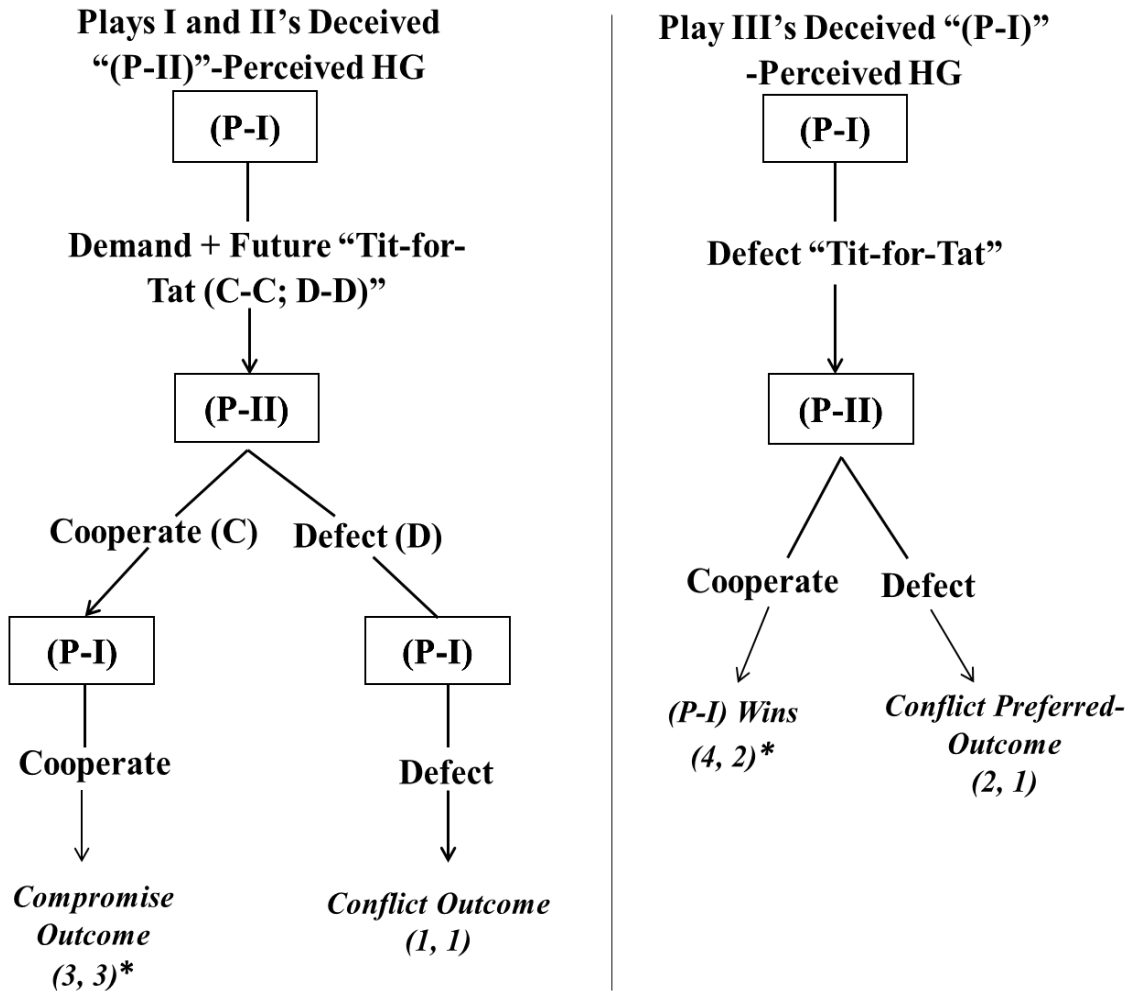 Plays I and II's Deceived
“(P-II)”-Perceived HG
(P-I)
Demand + Future “Tit-for-
Tat (C-C; D-D)”
(P-II)
Cooperate (C)
Defect (D)
(P-I)
(P-I)
Cooperate
Defect
Compromise
Outcome
(3, 3)*
Conflict Outcome
(1, 1)
Play III's Deceived “(P-I)”
-Perceived HG
(P-I)
Defect “Tit-for-Tat”
(P-II)
Cooperate
Defect
(P-I) Wins
(4, 2)*
Conflict Preferred-
Outcome
(2, 1)